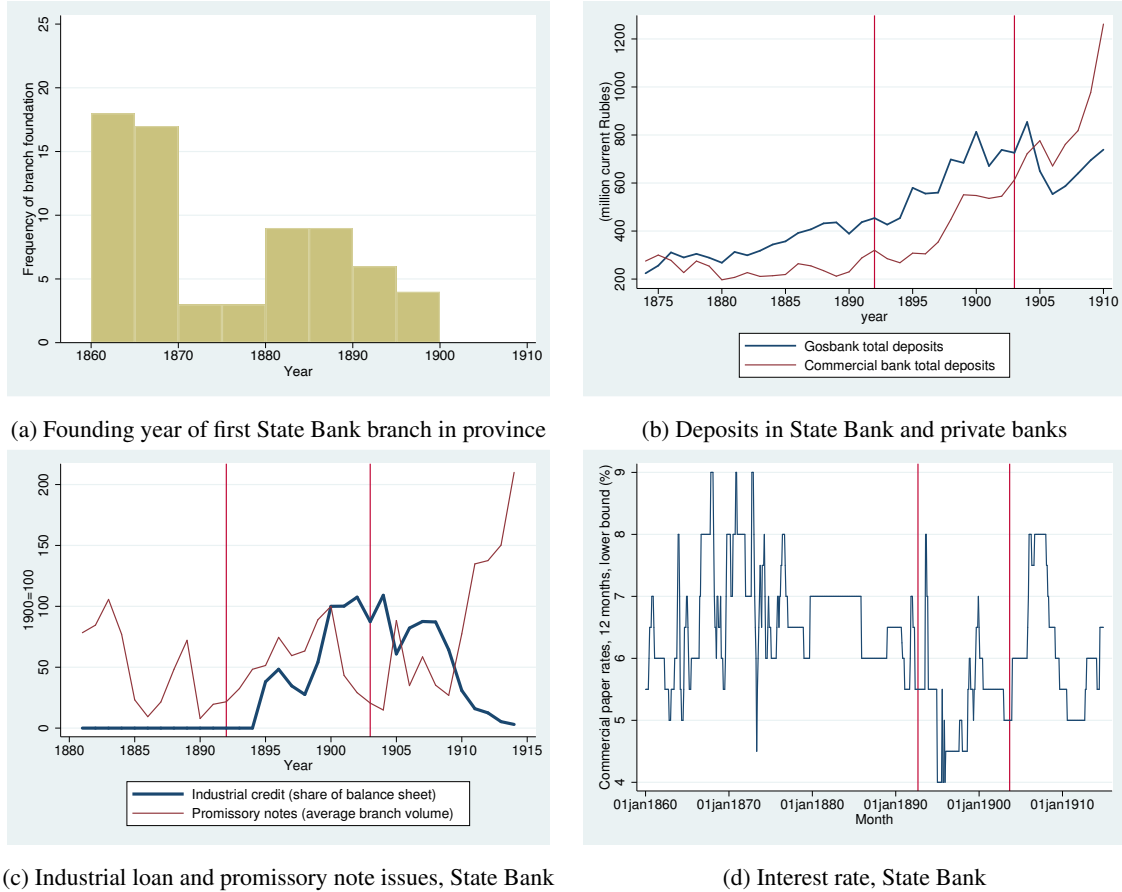 25
20
15
10
5
0
Frequency of branch foundation
1860 1870 1880 1890 1900 1910
Year
(a) Founding year of first State Bank branch in province
1200
1000
800
600
400
200
(million current Rubles)
1875 1880 1885 1890 1895 1900 1905 1910
year
Gosbank total deposits
Commercial bank total deposits
(b) Deposits in State Bank and private banks
200
150
100
50
0
1900=100
1880 1885 1890 1895 1900 1905 1910 1915
Year
Industrial credit (share of balance sheet)
Promissory notes (average branch volume)
(c) Industrial loan and promissory note issues, State Bank
9
8
7
6
5
4
Commercial paper rates, 12 months, lower bound (%)
01jan1860 01jan1870 01jan1880 01jan1890 01jan1900 01jan1910
Month
(d) Interest rate, State Bank